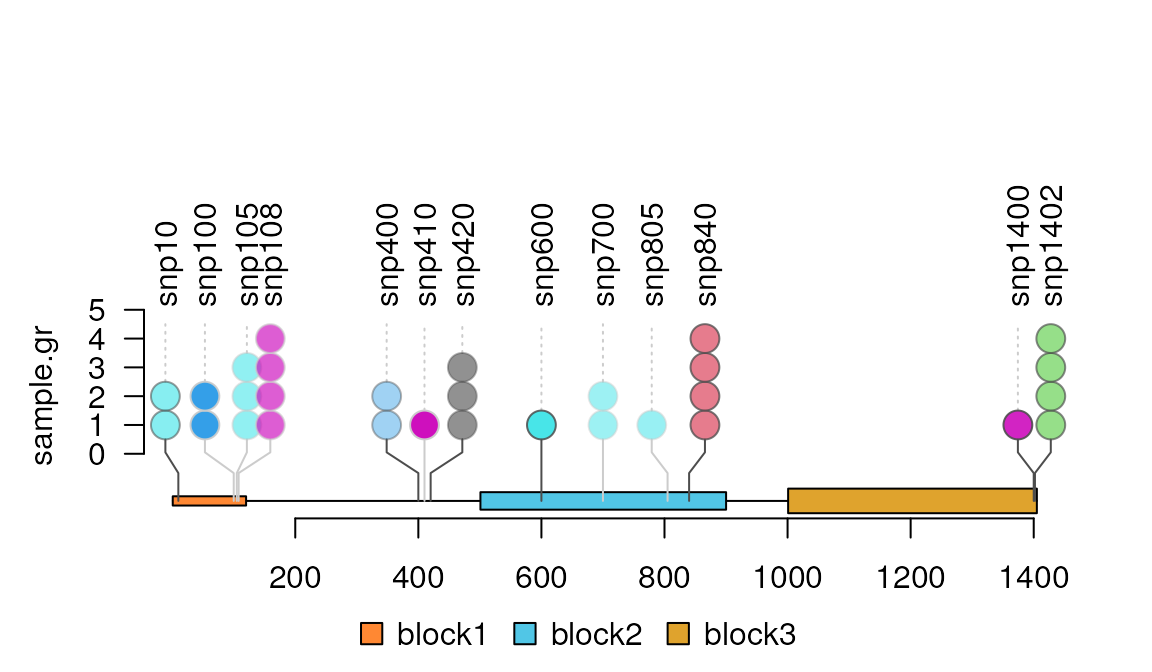 snp10 snp100 snp105 snp108 snp400 snp410 snp420 snp600 snp700 snp805 snp840 snp1400 snp1402
sample.gr
5
4
3
2
1
0
200 400 600 800 1000 1200 1400
block1 block2 block3